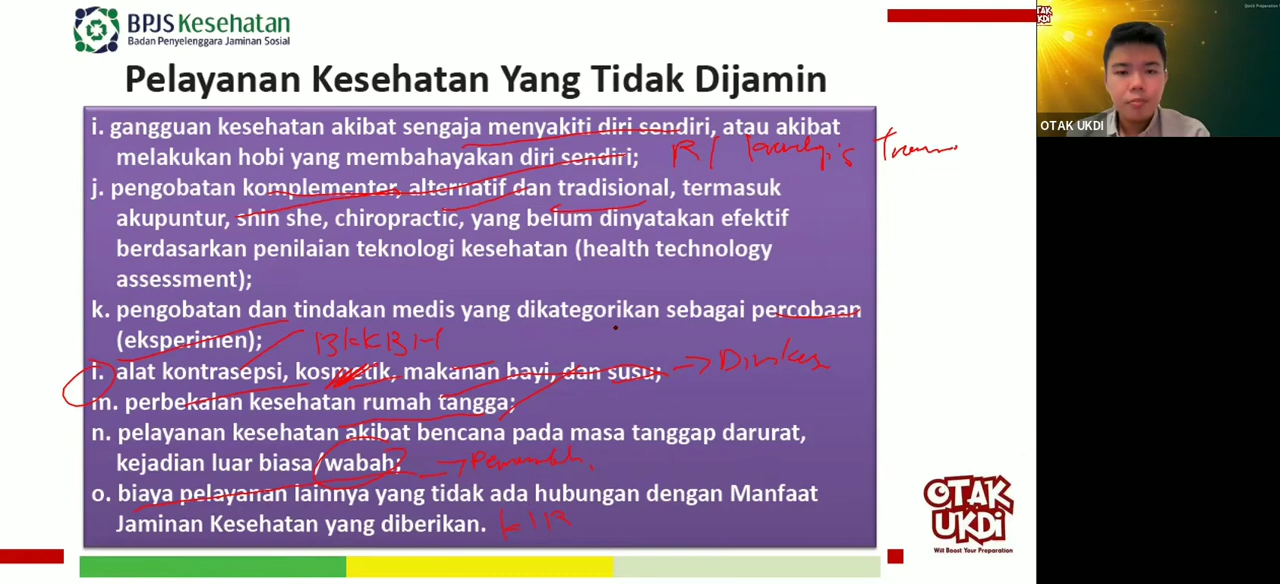 BPJS Kesehatan
Badan Penyelenggara Jaminan Sosial
Pelayanan Kesehatan Yang Tidak Dijamin
i. gangguan kesehatan akibat sengaja menyakiti diri sendiri, atau akibat
melakukan hobi yang membahayakan diri sendiri;
j. pengobatan komplementer, alternatif dan tradisional, termasuk
akupuntur, shin she, chiropractic, yang belum dinyatakan efektif
berdasarkan penilaian teknologi kesehatan (health technology
assessment);
k. pengobatan dan tindakan medis yang dikategorikan sebagai percobaan
(eksperimen);
BKKBN
l. alat kontrasepsi, kosmetik, makanan bayi, dan susu;
m. perbekalan kesehatan rumah tangga;
n. pelayanan kesehatan akibat bencana pada masa tanggap darurat,
kejadian luar biasa/wabah;
o. biaya pelayanan lainnya yang tidak ada hubungan dengan Manfaat
Jaminan Kesehatan yang diberikan.
OTAK
UKDI
Will Boost Your Preparation
OTAK UKDI